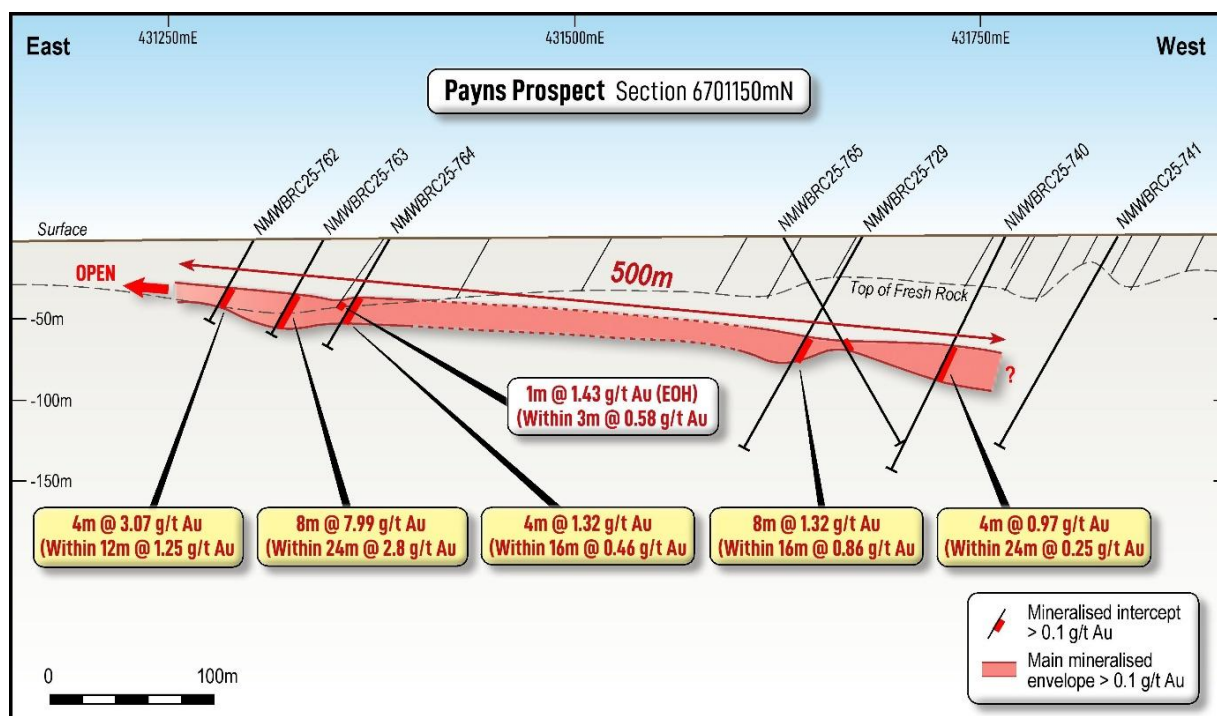 431250mE
431500mE
431750mE
East
West
Payns Prospect Section 6701150mN
NMWBRC25-762
NMWBRC25-763
NMWBRC25-764
NMWBRC25-765
NMWBRC25-729
NMWBRC25-740
NMWBRC25-741
Surface
OPEN
500m
Top of Fresh Rock
-50m
?
-100m
1m @ 1.43 g/t Au (EOH)
(Within 3m @ 0.58 g/t Au
-150m
4m @ 3.07 g/t Au
(Within 12m @ 1.25 g/t Au
8m @ 7.99 g/t Au
(Within 24m @ 2.8 g/t Au
4m @ 1.32 g/t Au
(Within 16m @ 0.46 g/t Au
8m @ 1.32 g/t Au
(Within 16m @ 0.86 g/t Au
4m @ 0.97 g/t Au
(Within 24m @ 0.25 g/t Au
Mineralised intercept
> 0.1 g/t Au
Main mineralised
envelope > 0.1 g/t Au
0
100m